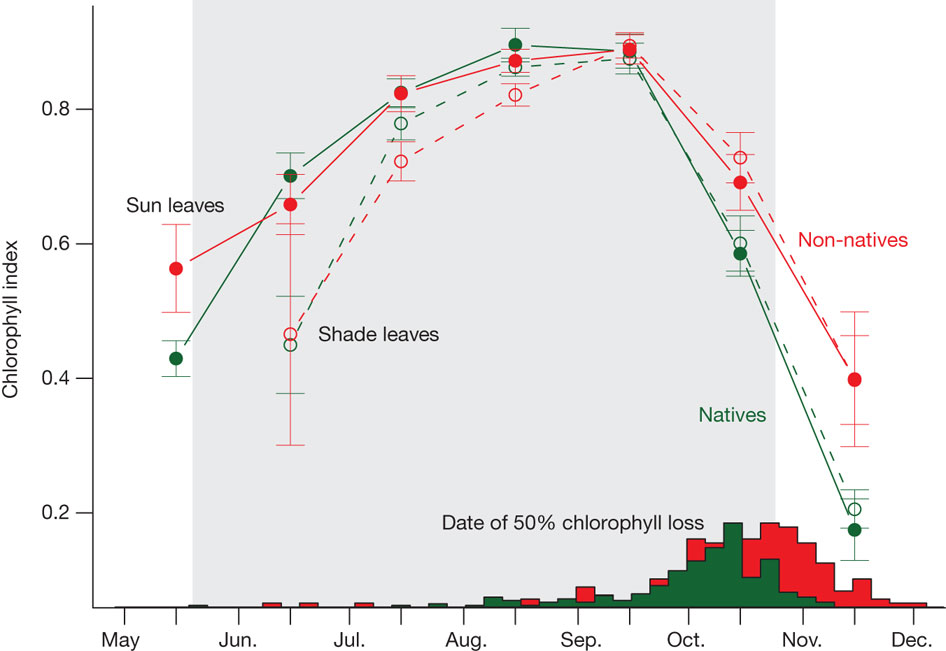 Chlorophyll index
0.8
0.6
0.4
0.2
Sun leaves
Non-natives
Shade leaves
Natives
Date of 50% chlorophyll loss
May Jun. Jul. Aug. Sep. Oct. Nov. Dec.